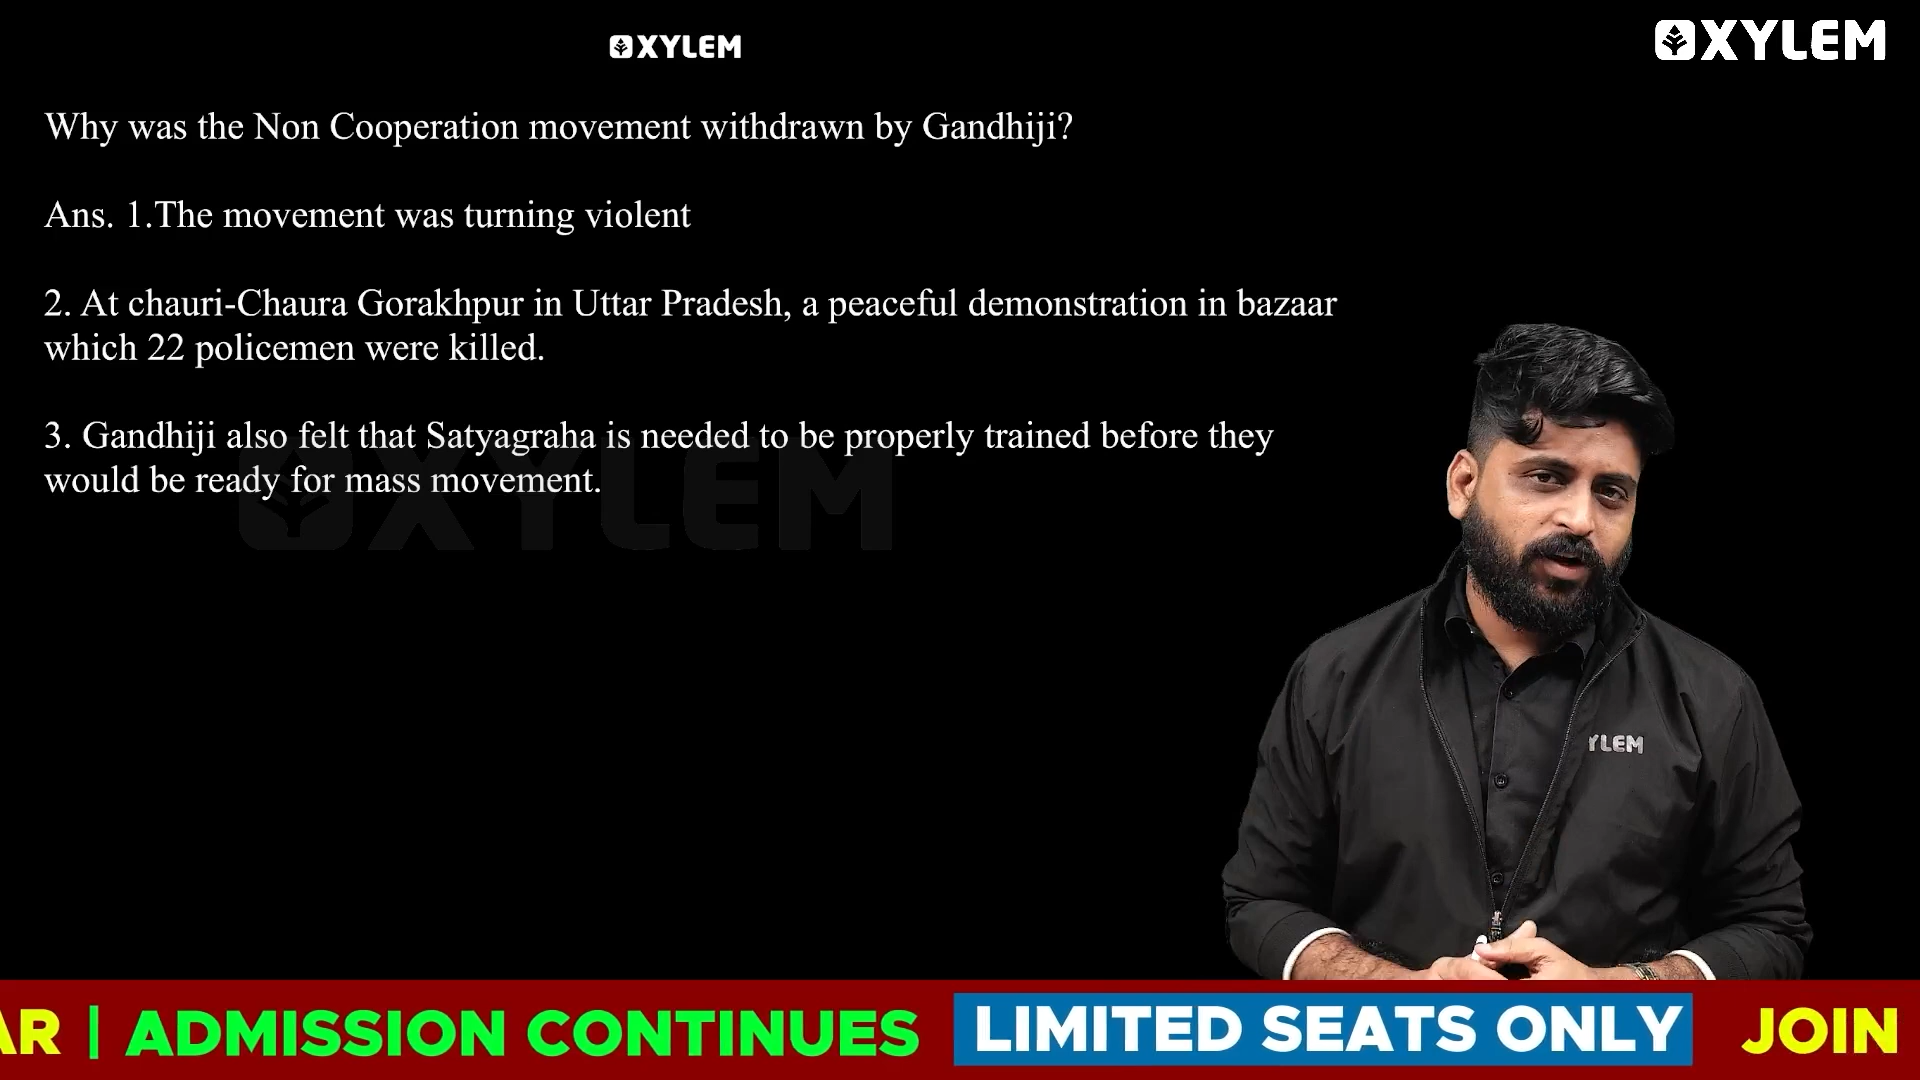 XYLEM
XYLEM
Why was the Non Cooperation movement withdrawn by Gandhiji?
Ans. 1.The movement was turning violent
2. At chauri-Chaura Gorakhpur in Uttar Pradesh, a peaceful demonstration in bazaar
which 22 policemen were killed.
3. Gandhiji also felt that Satyagraha is needed to be properly trained before they
would be ready for mass movement.
XYLEM
YLEM
AR | ADMISSION CONTINUES LIMITED SEATS ONLY JOIN